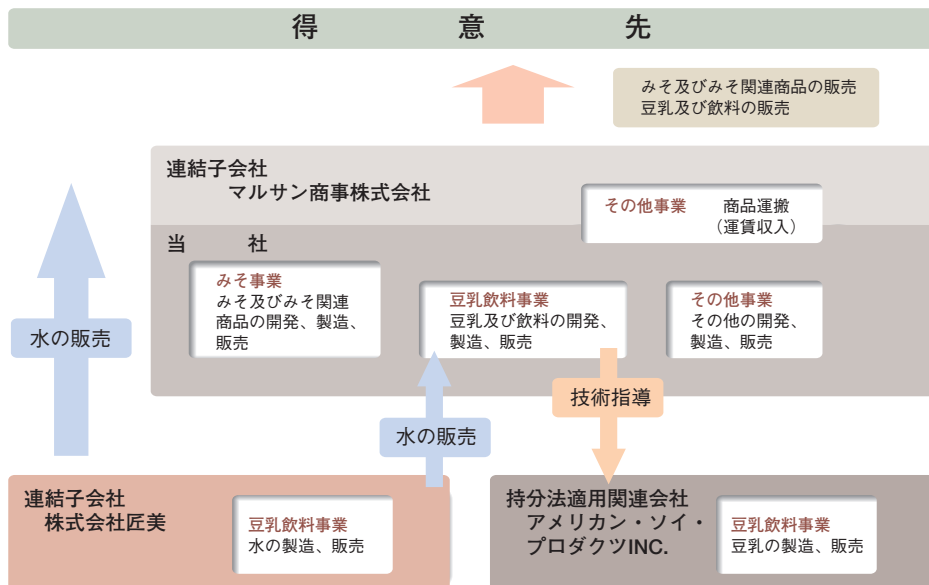 得意先
みそ及びみそ関連商品の販売
豆乳及び飲料の販売
連結子会社
マルサン商事株式会社
その他事業 商品運搬
（運賃収入）
当社
みそ事業
みそ及びみそ関連
商品の開発、製造、
販売
豆乳飲料事業
豆乳及び飲料の開発、
製造、販売
その他事業
その他の開発、
製造、販売
水の販売
水の販売
技術指導
連結子会社
株式会社匠美
豆乳飲料事業
水の製造、販売
持分法適用関連会社
アメリカン・ソイ・
プロダクツINC.
豆乳飲料事業
豆乳の製造、販売